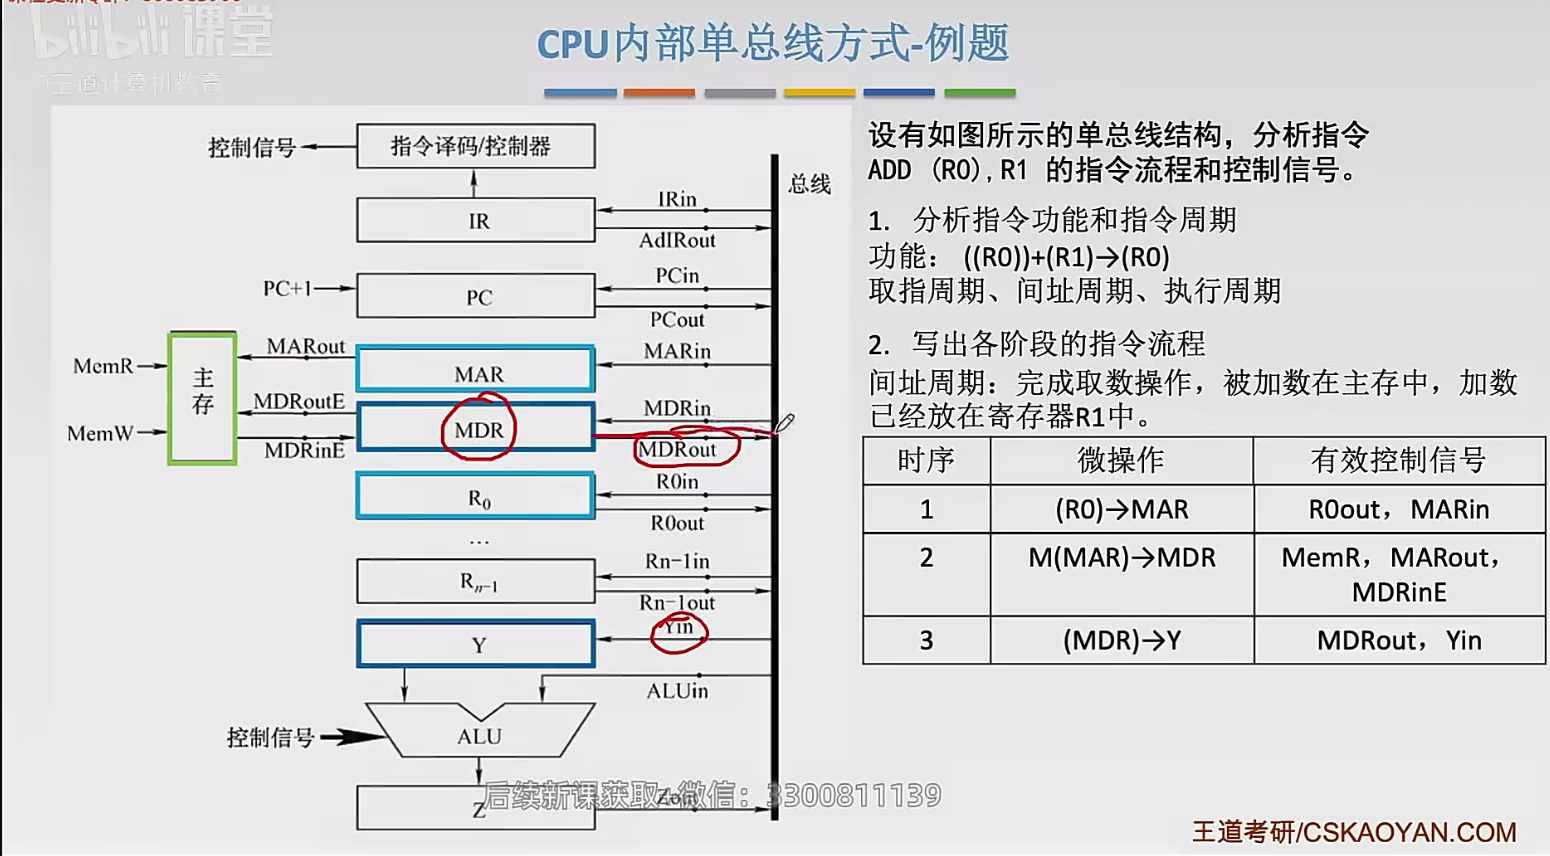 bilibili课堂
王道计算机教育
CPU内部单总线方式-例题
控制信号
指令译码/控制器
总线
IR
IRin
AdIRout
PC+1
PC
PCin
PCout
MemR
MemW
主存
MARout
MAR
MARin
MDRoutE
MDRinE
MDR
MDRin
MDRout
R0
R0in
R0out
…
Rn-1
Rn-1in
Rn-1out
Y
Yin
ALUin
控制信号
ALU
Z
Zout
后续新课获取 微信：3300811139
设有如图所示的单总线结构，分析指令
ADD (R0),R1 的指令流程和控制信号。
1. 分析指令功能和指令周期
功能： ((R0))+(R1)→(R0)
取指周期、间址周期、执行周期
2. 写出各阶段的指令流程
间址周期：完成取数操作，被加数在主存中，加数
已经放在寄存器R1中。
时序 微操作 有效控制信号
1 (R0)→MAR R0out，MARin
2 M(MAR)→MDR MemR，MARout，
MDRinE
3 (MDR)→Y MDRout，Yin
王道考研/CSKAOYAN.COM